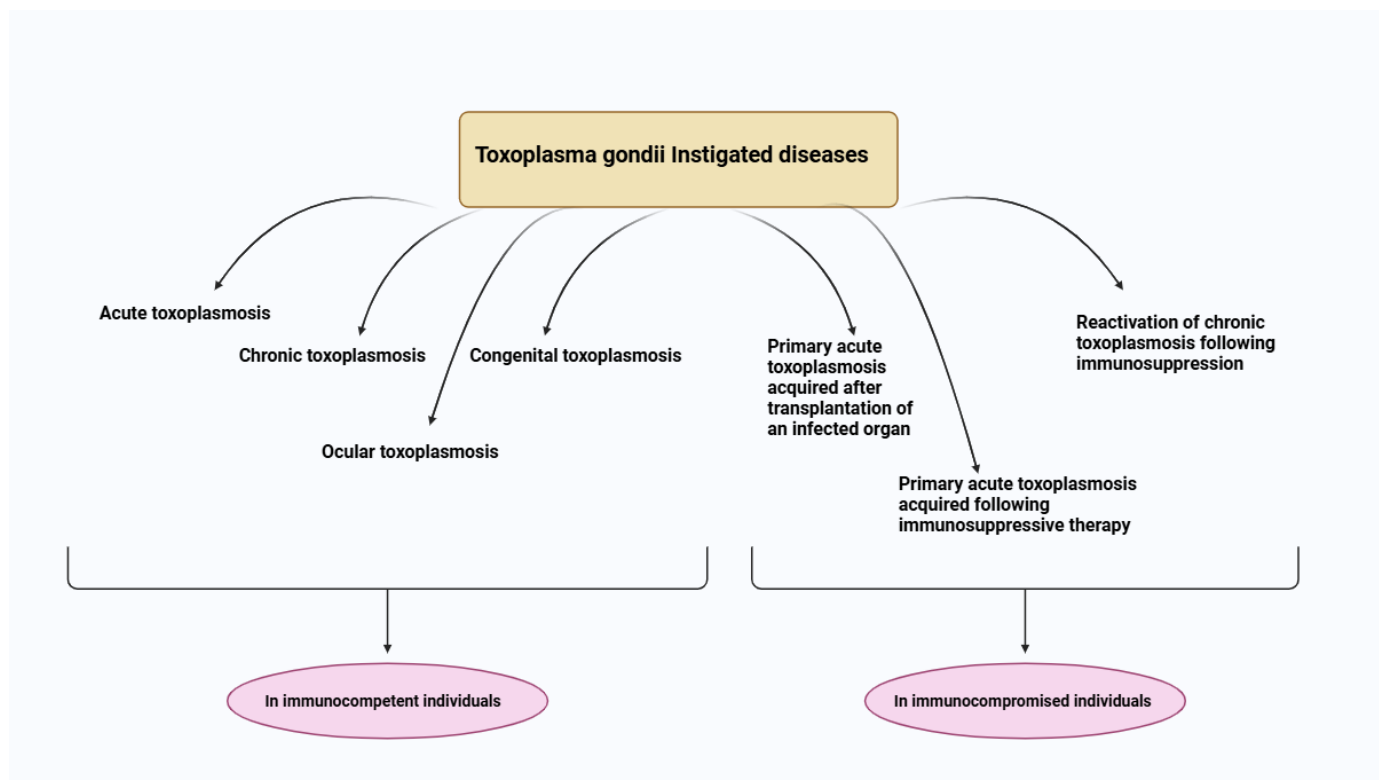 Toxoplasma gondii Instigated diseases
Acute toxoplasmosis
Chronic toxoplasmosis
Congenital toxoplasmosis
Ocular toxoplasmosis
Primary acute
toxoplasmosis
acquired after
transplantation of
an infected organ
Primary acute toxoplasmosis
acquired following
immunosuppressive therapy
Reactivation of chronic
toxoplasmosis following
immunosuppression
In immunocompetent individuals
In immunocompromised individuals